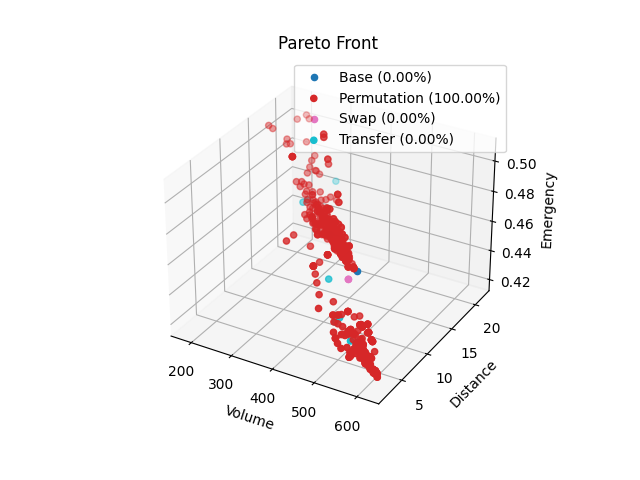 Pareto Front
Base (0.00%)
Permutation (100.00%)
Swap (0.00%)
Transfer (0.00%)
0.50
0.48
0.46
0.44
0.42
Emergency
20
15
10
5
Distance
200
300
400
500
600
Volume